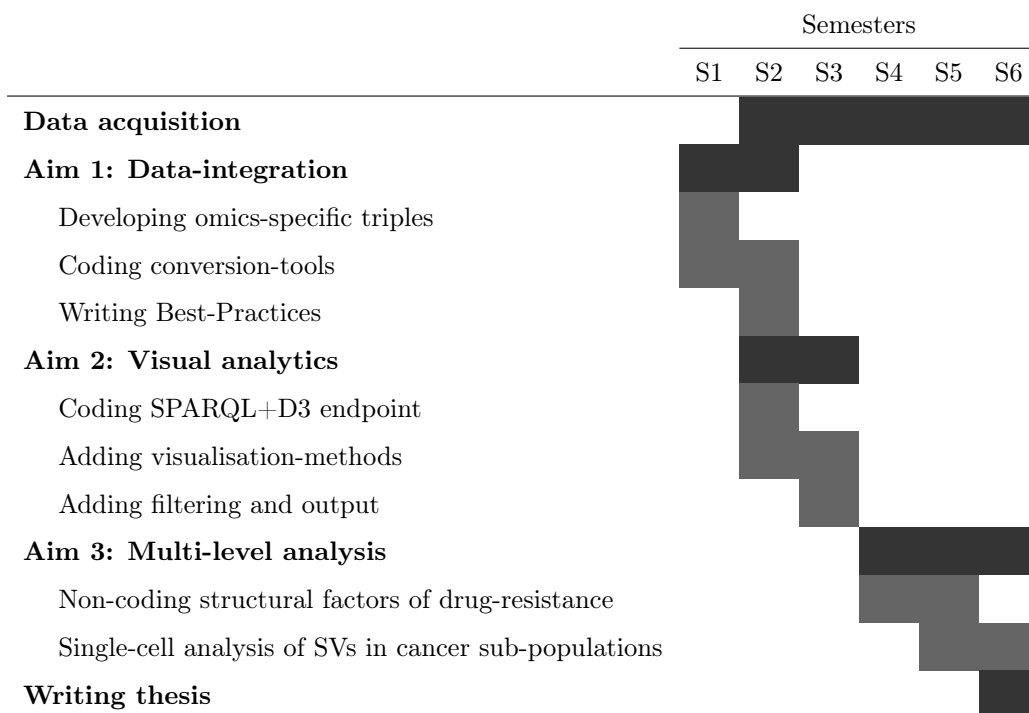 Semesters
S1 S2 S3 S4 S5 S6
Data acquisition
Aim 1: Data-integration
Developing omics-specific triples
Coding conversion-tools
Writing Best-Practices
Aim 2: Visual analytics
Coding SPARQL+D3 endpoint
Adding visualisation-methods
Adding filtering and output
Aim 3: Multi-level analysis
Non-coding structural factors of drug-resistance
Single-cell analysis of SVs in cancer sub-populations
Writing thesis